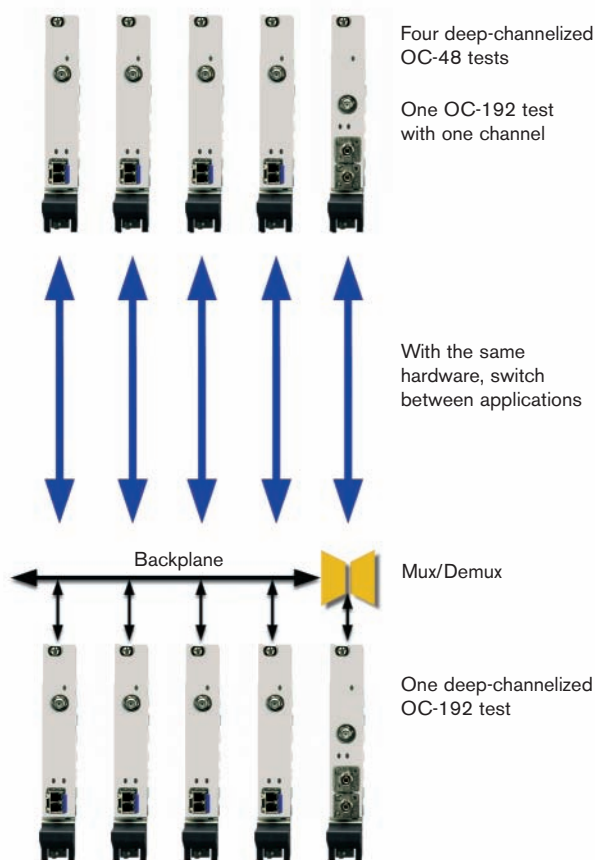 Four deep-channelized
OC-48 tests
One OC-192 test
with one channel
With the same
hardware, switch
between applications
Backplane
Mux/Demux
One deep-channelized
OC-192 test